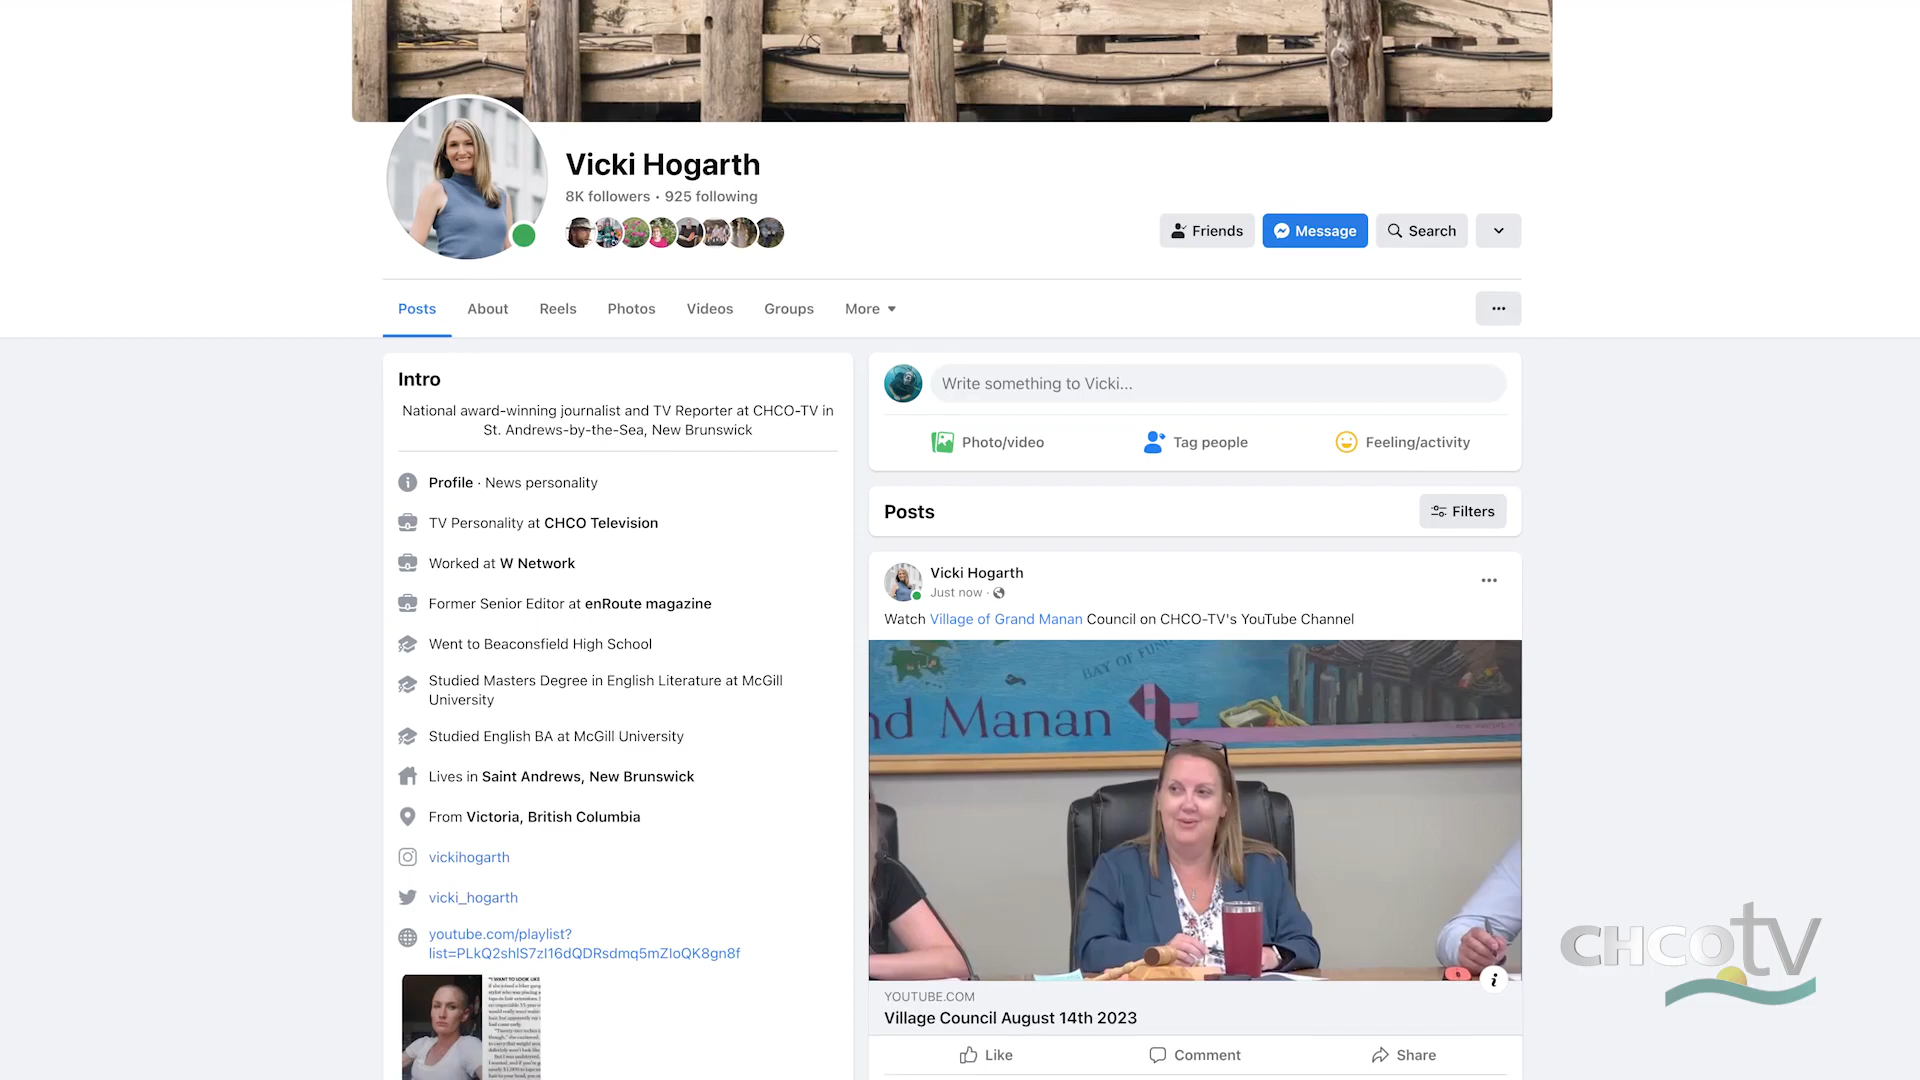 Vicki Hogarth
8K followers • 925 following
Friends
Message
Search
Posts
About
Reels
Photos
Videos
Groups
More
Intro
National award-winning journalist and TV Reporter at CHCO-TV in
St. Andrews-by-the-Sea, New Brunswick
Profile · News personality
TV Personality at CHCO Television
Worked at W Network
Former Senior Editor at enRoute magazine
Went to Beaconsfield High School
Studied Masters Degree in English Literature at McGill
University
Studied English BA at McGill University
Lives in Saint Andrews, New Brunswick
From Victoria, British Columbia
vickihogarth
vicki_hogarth
youtube.com/playlist?
list=PLkQ2shlS7zI16dQDRsdmq5mZIoQK8gn8f
"I WANT TO LOOK LIKE
Write something to Vicki...
Photo/video
Tag people
Feeling/activity
Posts
Filters
Vicki Hogarth
Just now ·
Watch Village of Grand Manan Council on CHCO-TV's YouTube Channel
BAY OF FUN
nd Manan
YOUTUBE.COM
Village Council August 14th 2023
Like
Comment
Share
CHCOtv